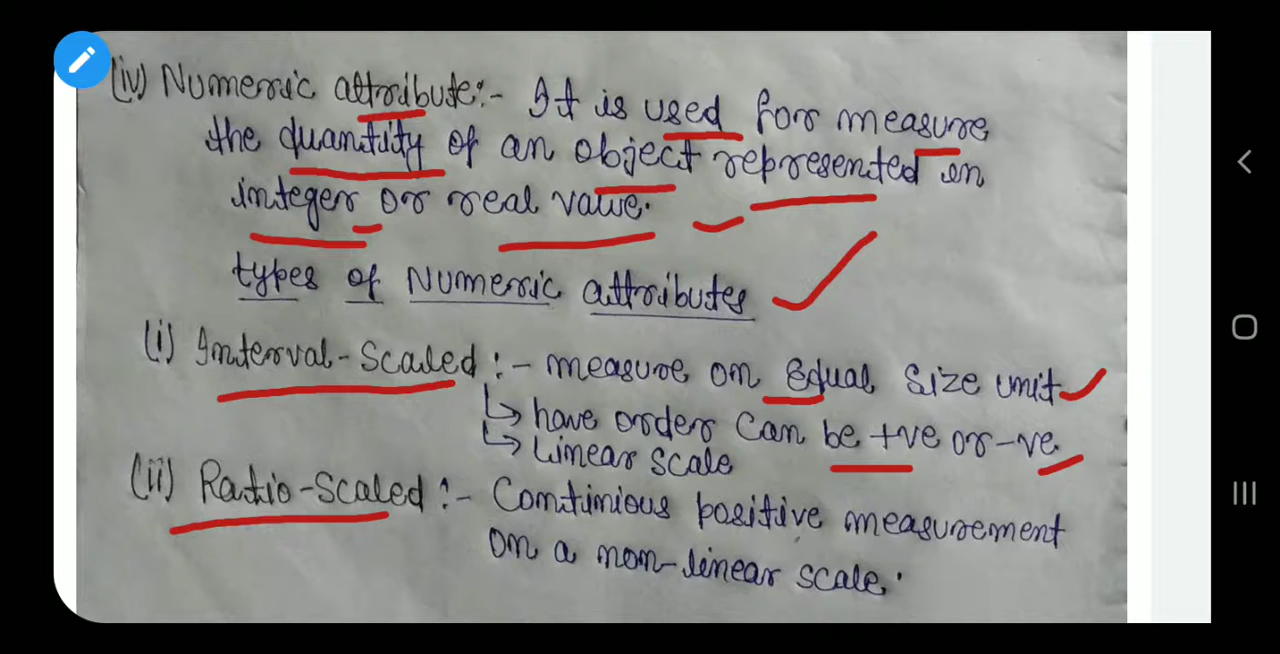 (iv) Numeric attribute:- It is used for measure
the quantity of an object represented in
integer or real value.
types of Numeric attributes
(i) Interval-Scaled :- measure on Equal Size unit
↳ have order can be +ve or -ve
↳ Linear scale
(ii) Ratio-Scaled :- Continious positive measurement
on a non-linear scale.